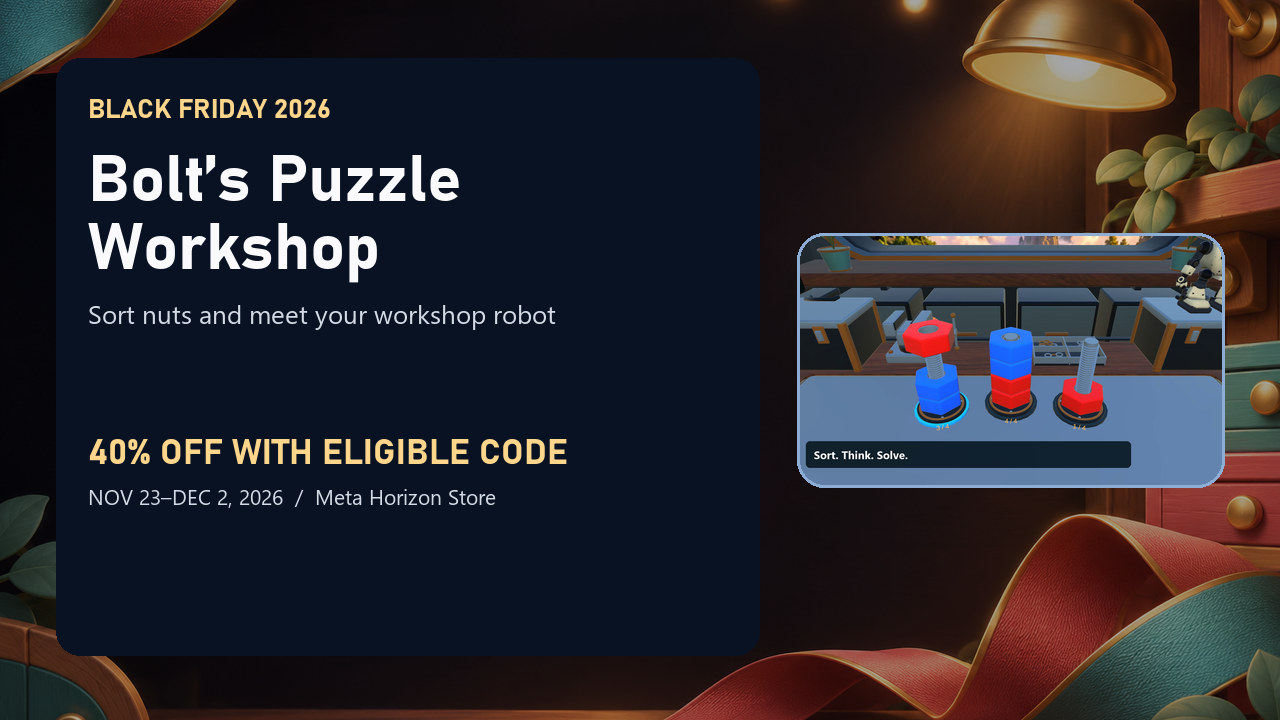 BLACK FRIDAY 2026
Bolt’s Puzzle
Workshop
Sort nuts and meet your workshop robot
40% OFF WITH ELIGIBLE CODE
NOV 23–DEC 2, 2026 / Meta Horizon Store
Sort. Think. Solve.